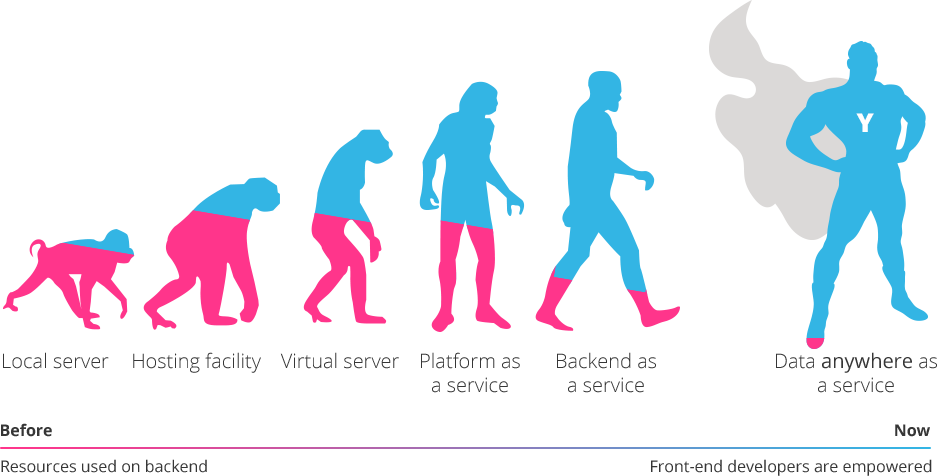 Y
Local server
Hosting facility
Virtual server
Platform as
a service
Backend as
a service
Data anywhere as
a service
Before
Now
Resources used on backend
Front-end developers are empowered